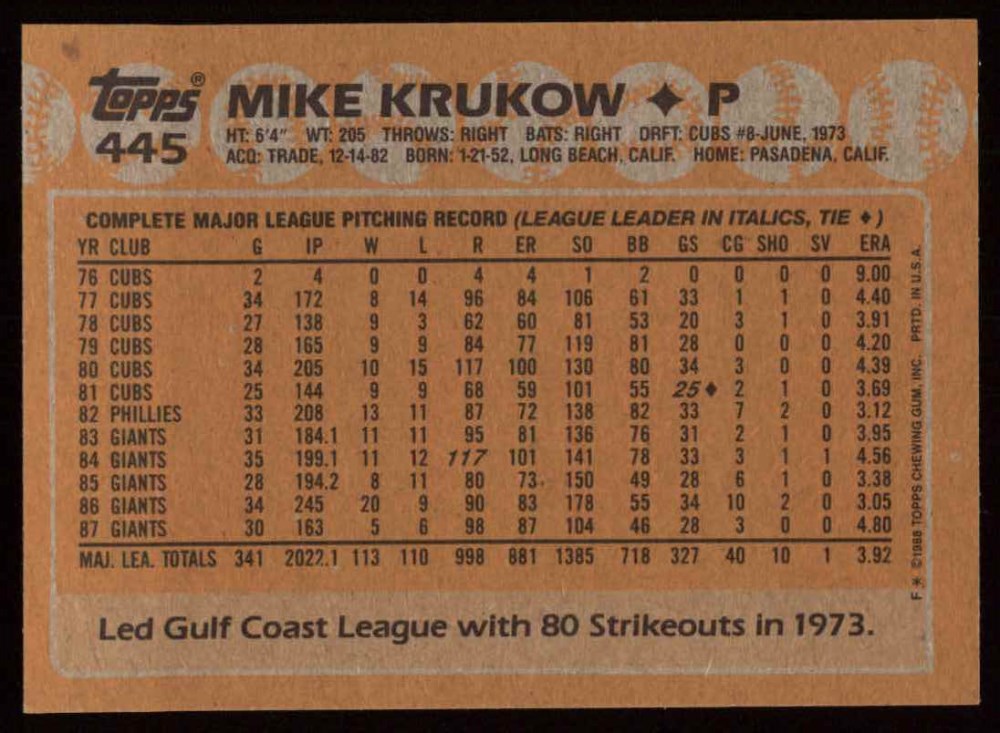 Topps®
445
MIKE KRUKOW ✦ P
HT: 6'4" WT: 205 THROWS: RIGHT BATS: RIGHT DRFT: CUBS #8-JUNE, 1973
ACQ: TRADE, 12-14-82 BORN: 1-21-52, LONG BEACH, CALIF. HOME: PASADENA, CALIF.
COMPLETE MAJOR LEAGUE PITCHING RECORD (LEAGUE LEADER IN ITALICS, TIE ♦)
YR CLUB G IP W L R ER SO BB GS CG SHO SV ERA
76 CUBS 2 4 0 0 4 4 1 2 0 0 0 0 9.00
77 CUBS 34 172 8 14 96 84 106 61 33 1 1 0 4.40
78 CUBS 27 138 9 3 62 60 81 53 20 3 1 0 3.91
79 CUBS 28 165 9 9 84 77 119 81 28 0 0 0 4.20
80 CUBS 34 205 10 15 117 100 130 80 34 3 0 0 4.39
81 CUBS 25 144 9 9 68 59 101 55 25♦ 2 1 0 3.69
82 PHILLIES 33 208 13 11 87 72 138 82 33 7 2 0 3.12
83 GIANTS 31 184.1 11 11 95 81 136 76 31 2 1 0 3.95
84 GIANTS 35 199.1 11 12 117 101 141 78 33 3 1 1 4.56
85 GIANTS 28 194.2 8 11 80 73 150 49 28 6 1 0 3.38
86 GIANTS 34 245 20 9 90 83 178 55 34 10 2 0 3.05
87 GIANTS 30 163 5 6 98 87 104 46 28 3 0 0 4.80
MAJ. LEA. TOTALS 341 2022.1 113 110 998 881 1385 718 327 40 10 1 3.92
Led Gulf Coast League with 80 Strikeouts in 1973.
F * ©1988 TOPPS CHEWING GUM, INC. PRTD. IN U.S.A.